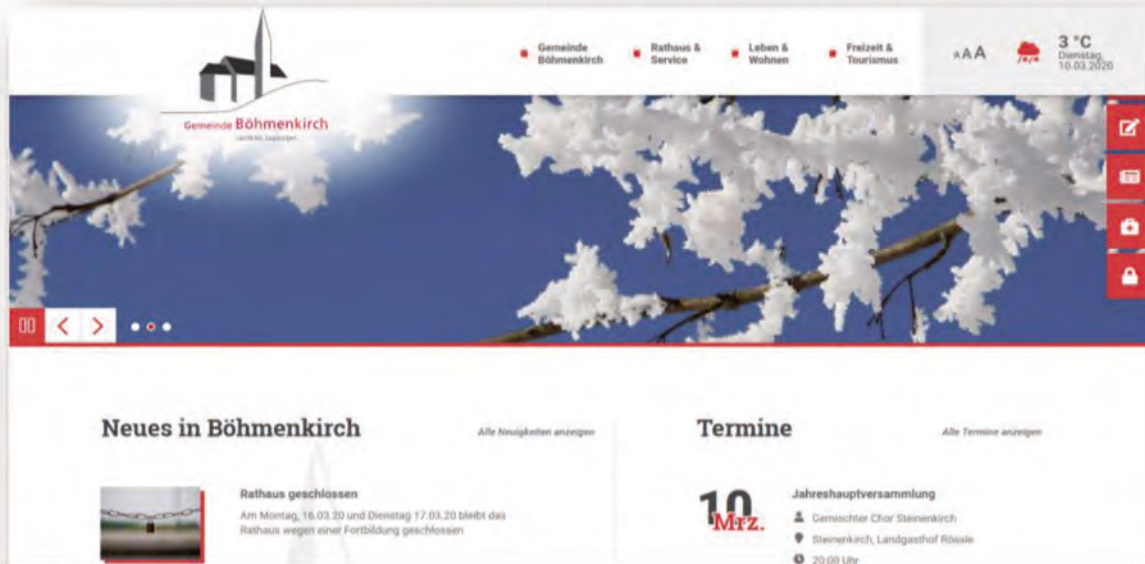 Gemeinde
Böhmenkirch
Rathaus &
Service
Leben &
Wohnen
Freizeit &
Tourismus
A A A
3 °C
Dienstag,
10.03.2020
Gemeinde Böhmenkirch
Neues in Böhmenkirch
Alle Neuigkeiten anzeigen
Rathaus geschlossen
Am Montag, 16.03.20 und Dienstag 17.03.20 bleibt das
Rathaus wegen einer Fortbildung geschlossen
Termine
Alle Termine anzeigen
10
Mrz.
Jahreshauptversammlung
Gemischter Chor Steinenkirch
Steinenkirch, Landgasthof Rössle
20:00 Uhr